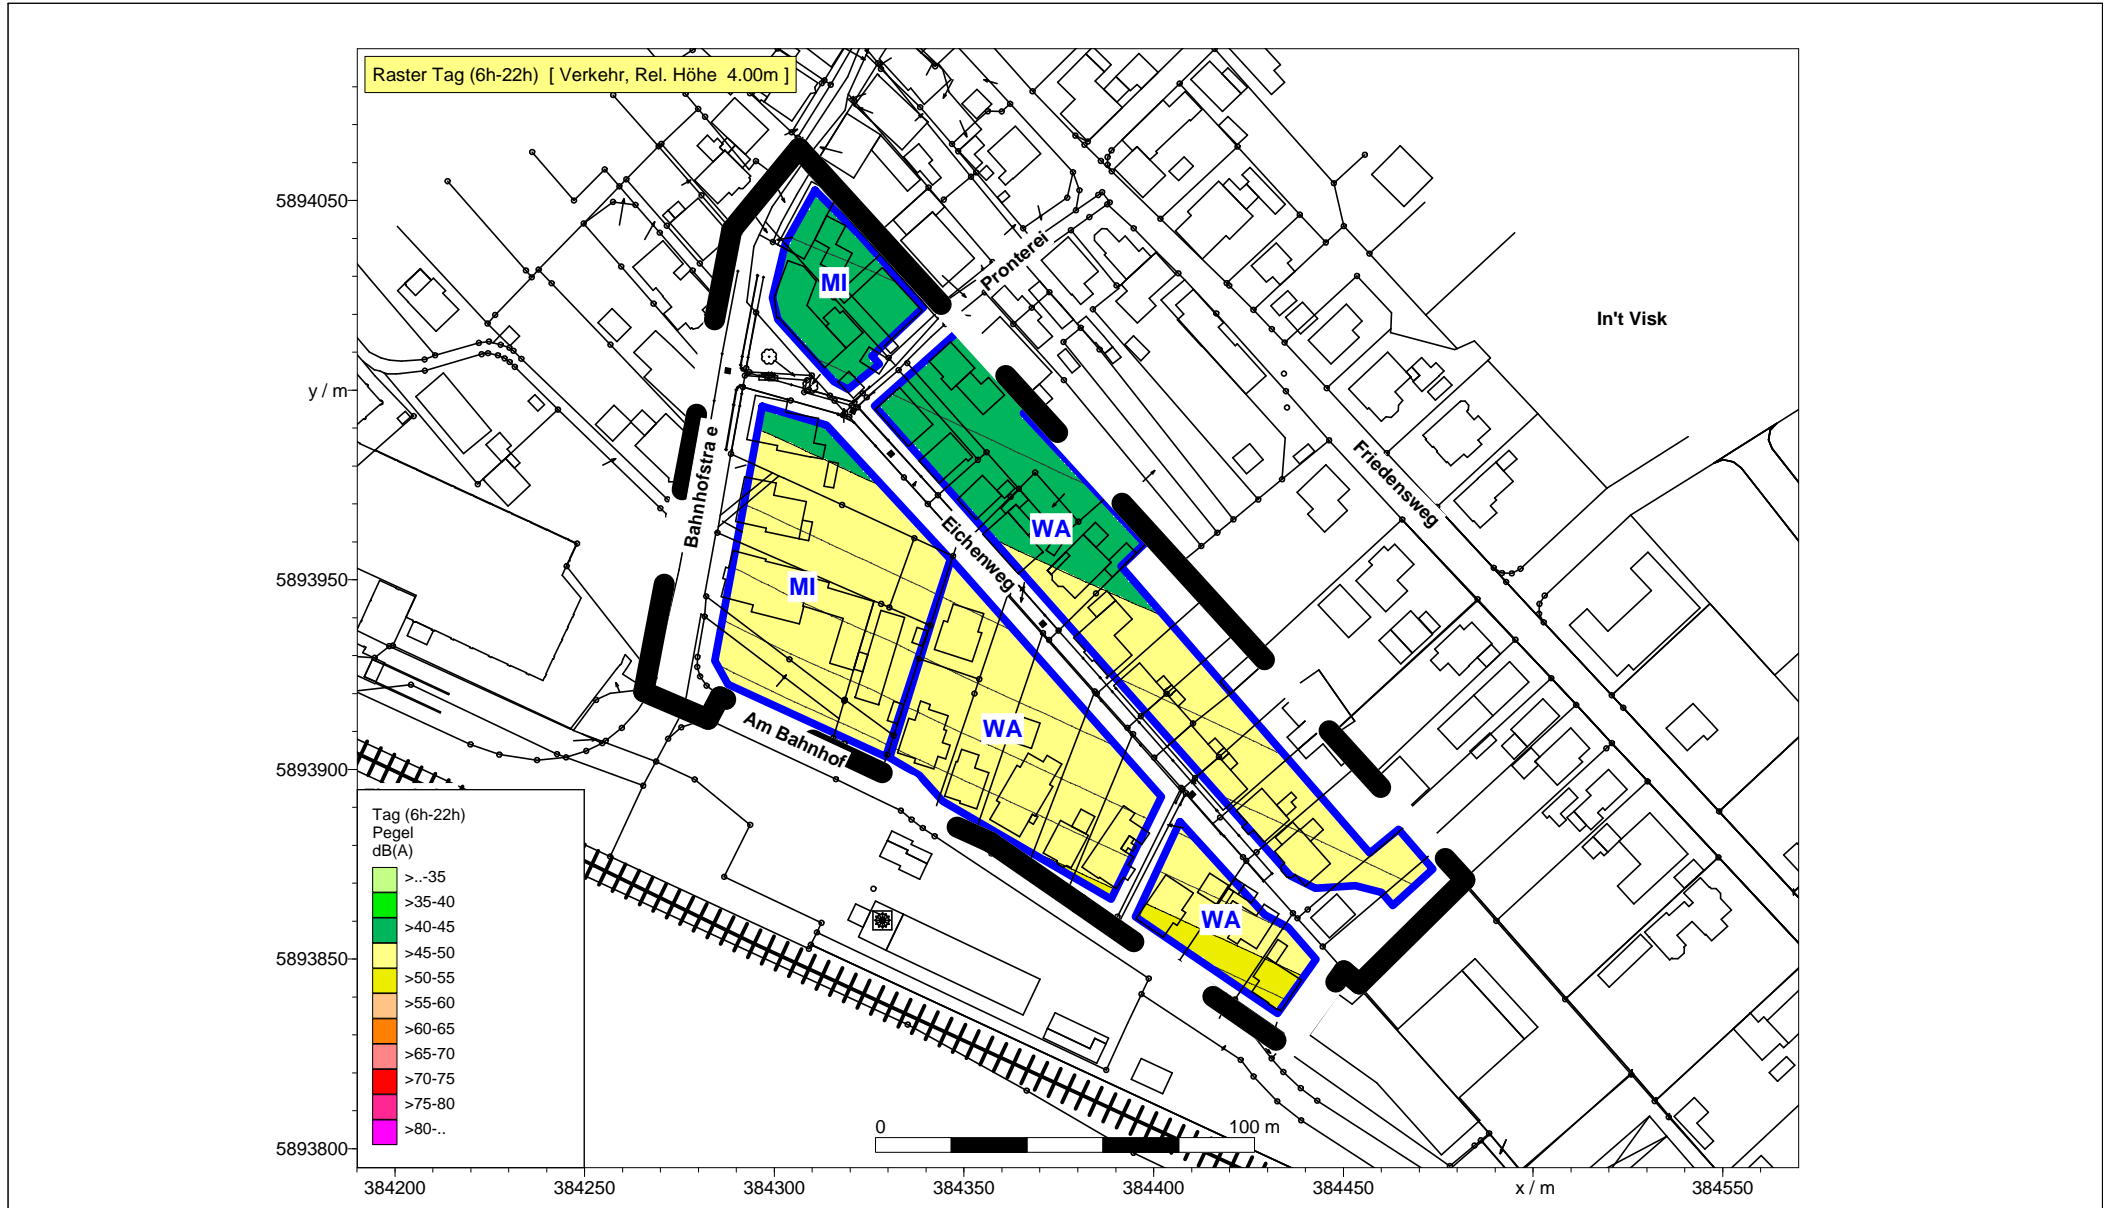 Raster Tag (6h-22h) [ Verkehr, Rel. Höhe 4.00m ]
5894050
y / m
5893950
5893900
5893850
5893800
MI
Pronterei
In't Visk
Bahnhofstra e
Eichenweg
WA
Friedensweg
MI
WA
Am Bahnhof
WA
Tag (6h-22h)
Pegel
dB(A)
>..-35
>35-40
>40-45
>45-50
>50-55
>55-60
>60-65
>65-70
>70-75
>75-80
>80-..
0 100 m
384200 384250 384300 384350 384400 384450 x / m 384550